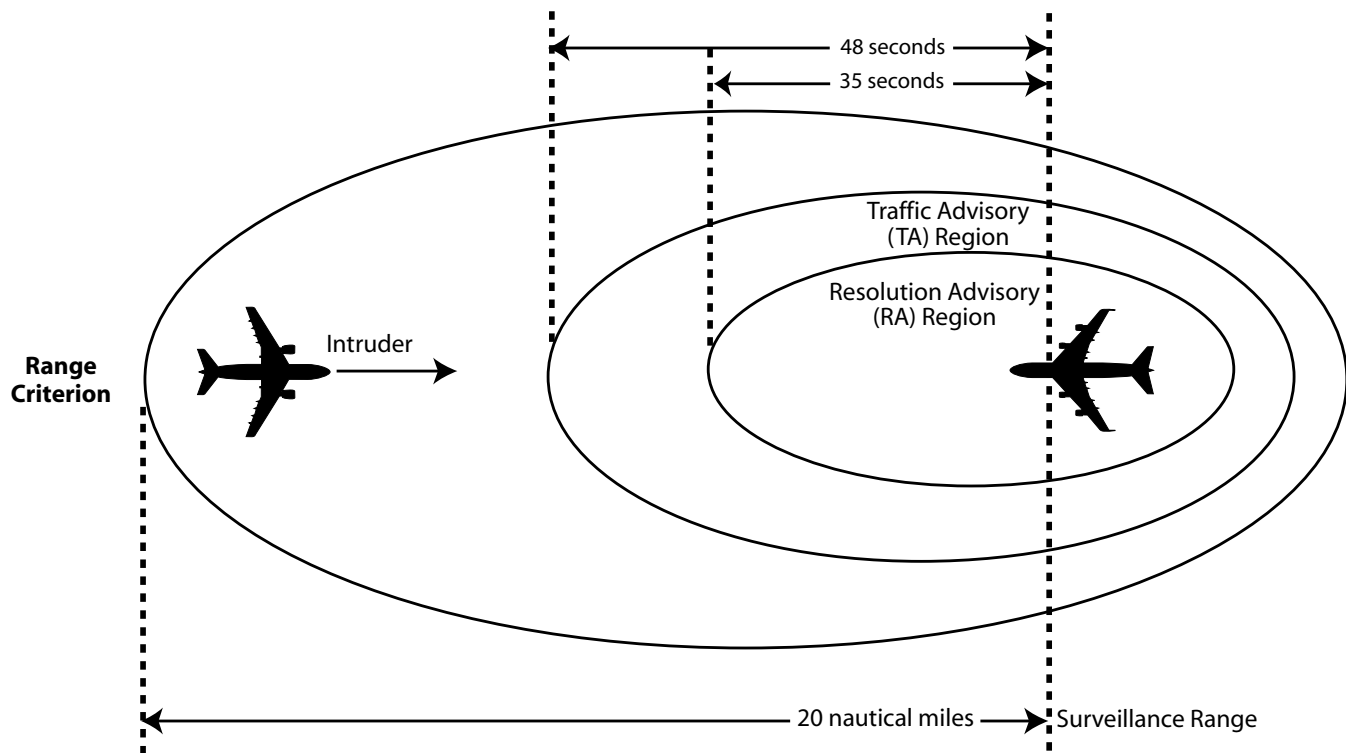 48 seconds
35 seconds
Traffic Advisory
(TA) Region
Resolution Advisory
(RA) Region
Intruder
Range
Criterion
20 nautical miles
Surveillance Range